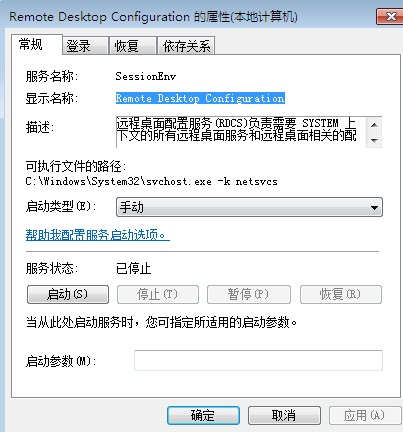 Remote Desktop Configuration 的属性(本地计算机)
常规 登录 恢复 依存关系
服务名称: SessionEnv
显示名称: Remote Desktop Configuration
描述: 远程桌面配置服务(RDCS)负责需要 SYSTEM 上
下文的所有远程桌面服务和远程桌面相关的配
可执行文件的路径:
C:\Windows\System32\svchost.exe -k netsvcs
启动类型(E): 手动
帮助我配置服务启动选项。
服务状态: 已停止
启动(S) 停止(T) 暂停(P) 恢复(R)
当从此处启动服务时，您可指定所适用的启动参数。
启动参数(M):
确定 取消 应用(A)